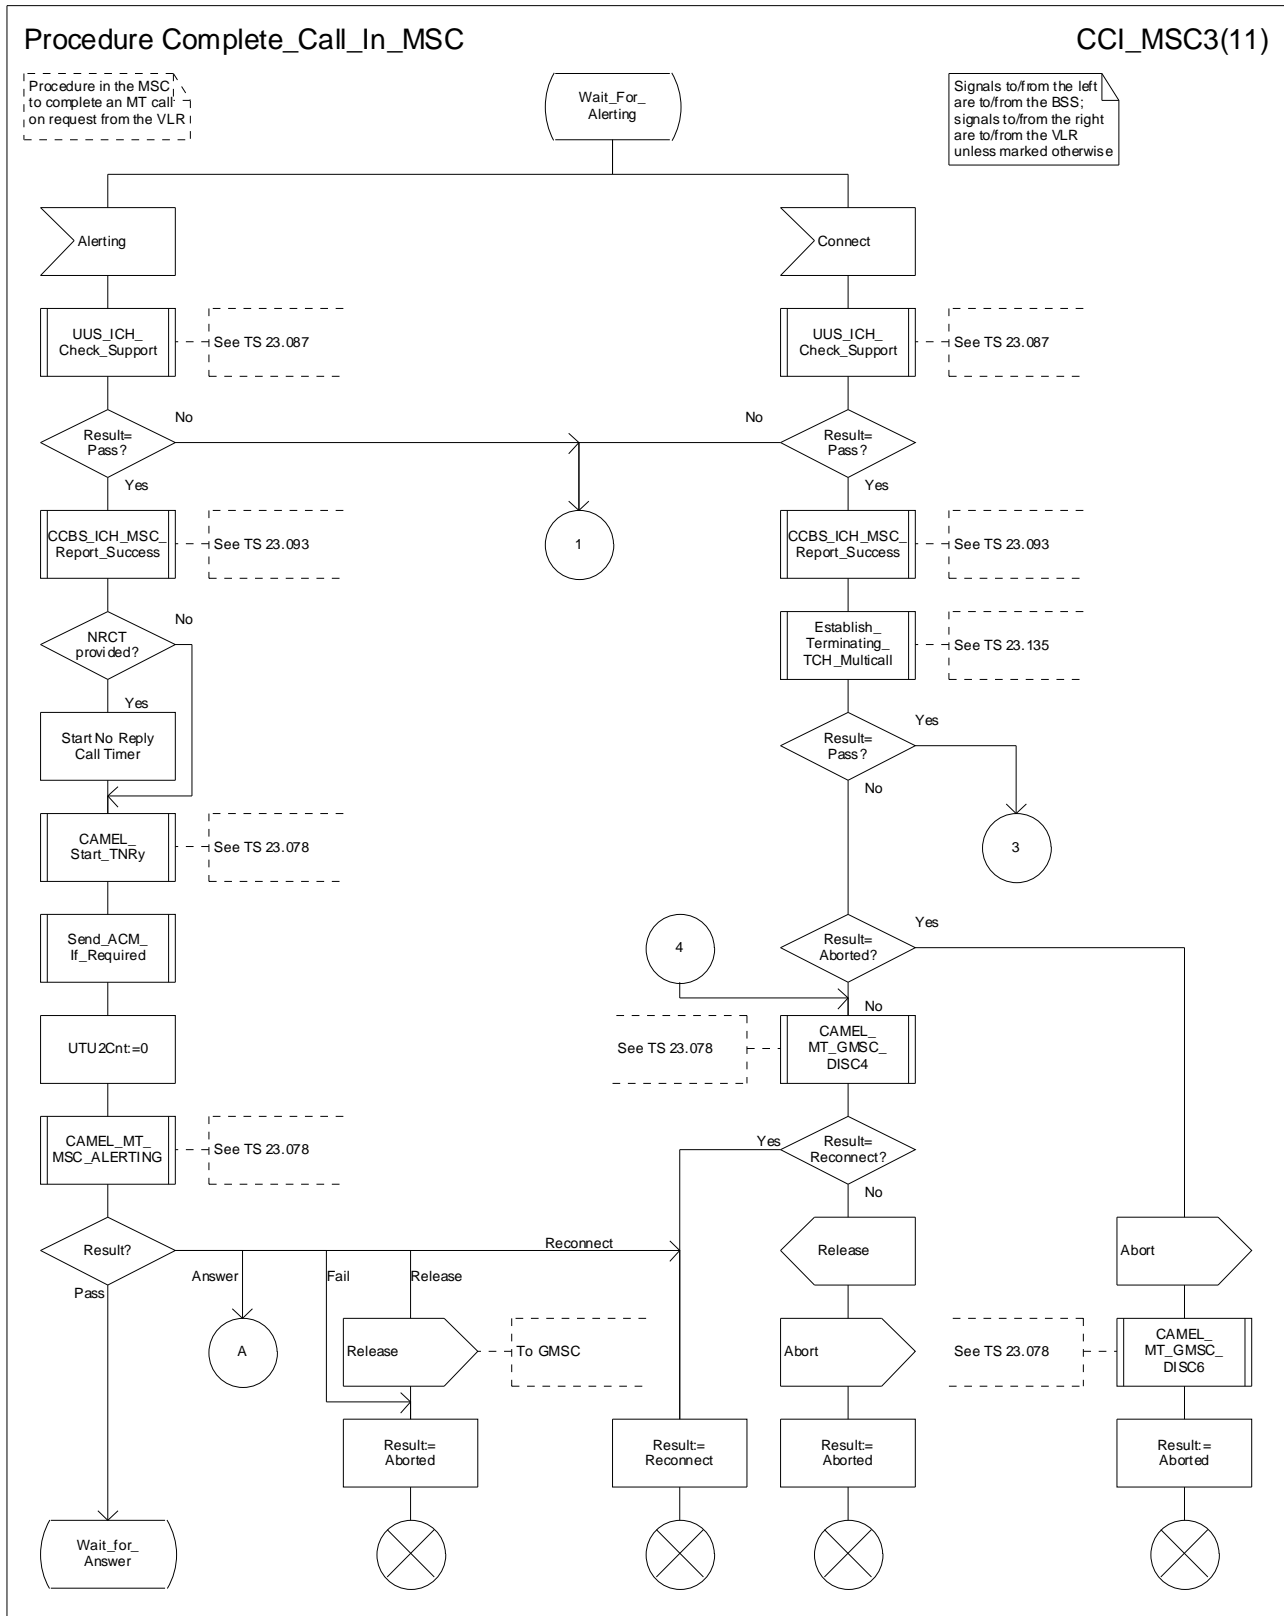 Procedure Complete_Call_In_MSC
CCI_MSC3(11)
Procedure in the MSC
to complete an MT call
on request from the VLR
Wait_For_
Alerting
Signals to/from the left
are to/from the BSS;
signals to/from the right
are to/from the VLR
unless marked otherwise
Alerting
Connect
UUS_ICH_
Check_Support
See TS 23.087
UUS_ICH_
Check_Support
See TS 23.087
Result=
Pass?
No
Yes
No
Result=
Pass?
Yes
1
CCBS_ICH_MSC_
Report_Success
See TS 23.093
CCBS_ICH_MSC_
Report_Success
See TS 23.093
NRCT
provided?
No
Yes
Establish_
Terminating_
TCH_Multicall
See TS 23.135
Start No Reply
Call Timer
Result=
Pass?
Yes
No
3
CAMEL_
Start_TNRy
See TS 23.078
Send_ACM_
If_Required
4
Result=
Aborted?
Yes
No
UTU2Cnt:=0
See TS 23.078
CAMEL_
MT_GMSC_
DISC4
CAMEL_MT_
MSC_ALERTING
See TS 23.078
Yes
Result=
Reconnect?
No
Result?
Pass
Answer
Fail
Release
Reconnect
Release
Abort
A
Release
To GMSC
Abort
See TS 23.078
CAMEL_
MT_GMSC_
DISC6
Result:=
Aborted
Result:=
Reconnect
Result:=
Aborted
Result:=
Aborted
Wait_for_
Answer